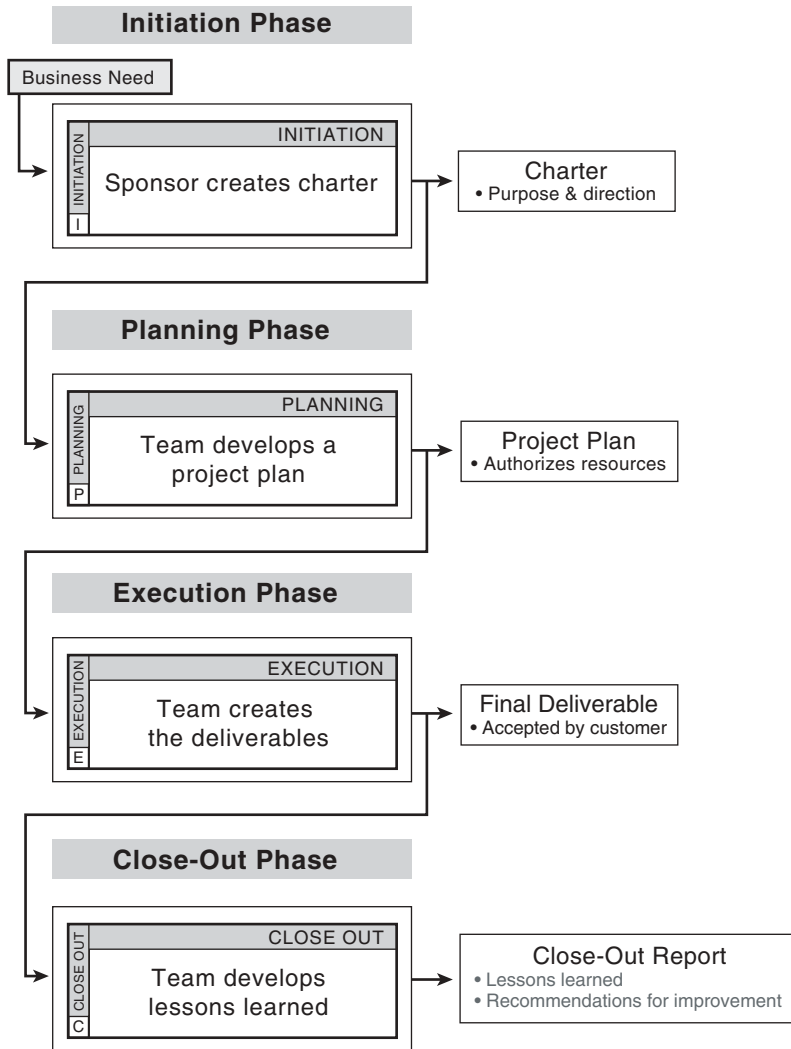 Initiation Phase
Business Need
INITIATION
INITIATION
I
Sponsor creates charter
Charter
• Purpose & direction
Planning Phase
PLANNING
PLANNING
P
Team develops a
project plan
Project Plan
• Authorizes resources
Execution Phase
EXECUTION
EXECUTION
E
Team creates
the deliverables
Final Deliverable
• Accepted by customer
Close-Out Phase
CLOSE OUT
CLOSE OUT
C
Team develops
lessons learned
Close-Out Report
• Lessons learned
• Recommendations for improvement